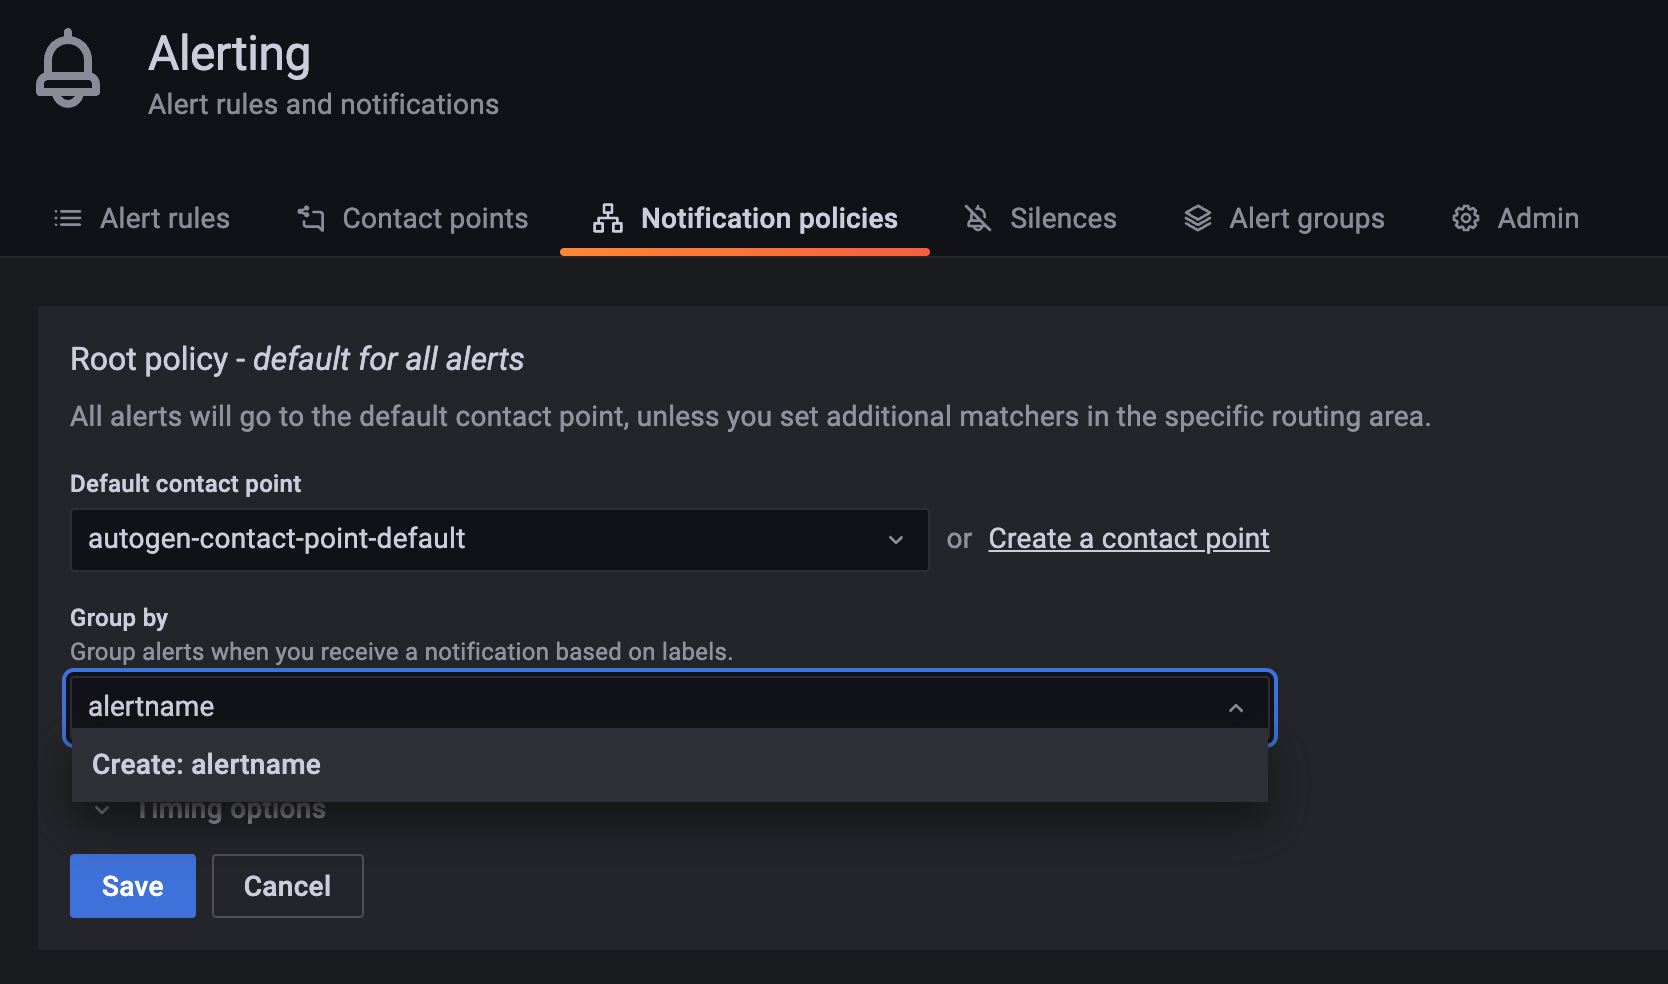 Alerting
Alert rules and notifications
Alert rules Contact points Notification policies Silences Alert groups Admin
Root policy - default for all alerts
All alerts will go to the default contact point, unless you set additional matchers in the specific routing area.
Default contact point
autogen-contact-point-default or Create a contact point
Group by
Group alerts when you receive a notification based on labels.
alertname
Create: alertname
Timing options
Save Cancel